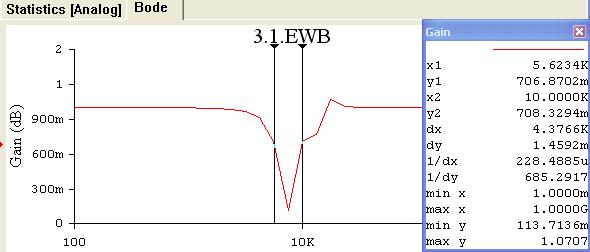 Statistics [Analog] Bode
3.1.EWB
Gain (dB)
2
1
900m
600m
300m
0
100 10K
Gain
x1 5.6234K
y1 706.8702m
x2 10.0000K
y2 708.3294m
dx 4.3766K
dy 1.4592m
1/dx 228.4885u
1/dy 685.2917
min x 1.0000m
max x 1.0000G
min y 113.7136m
max y 1.0707